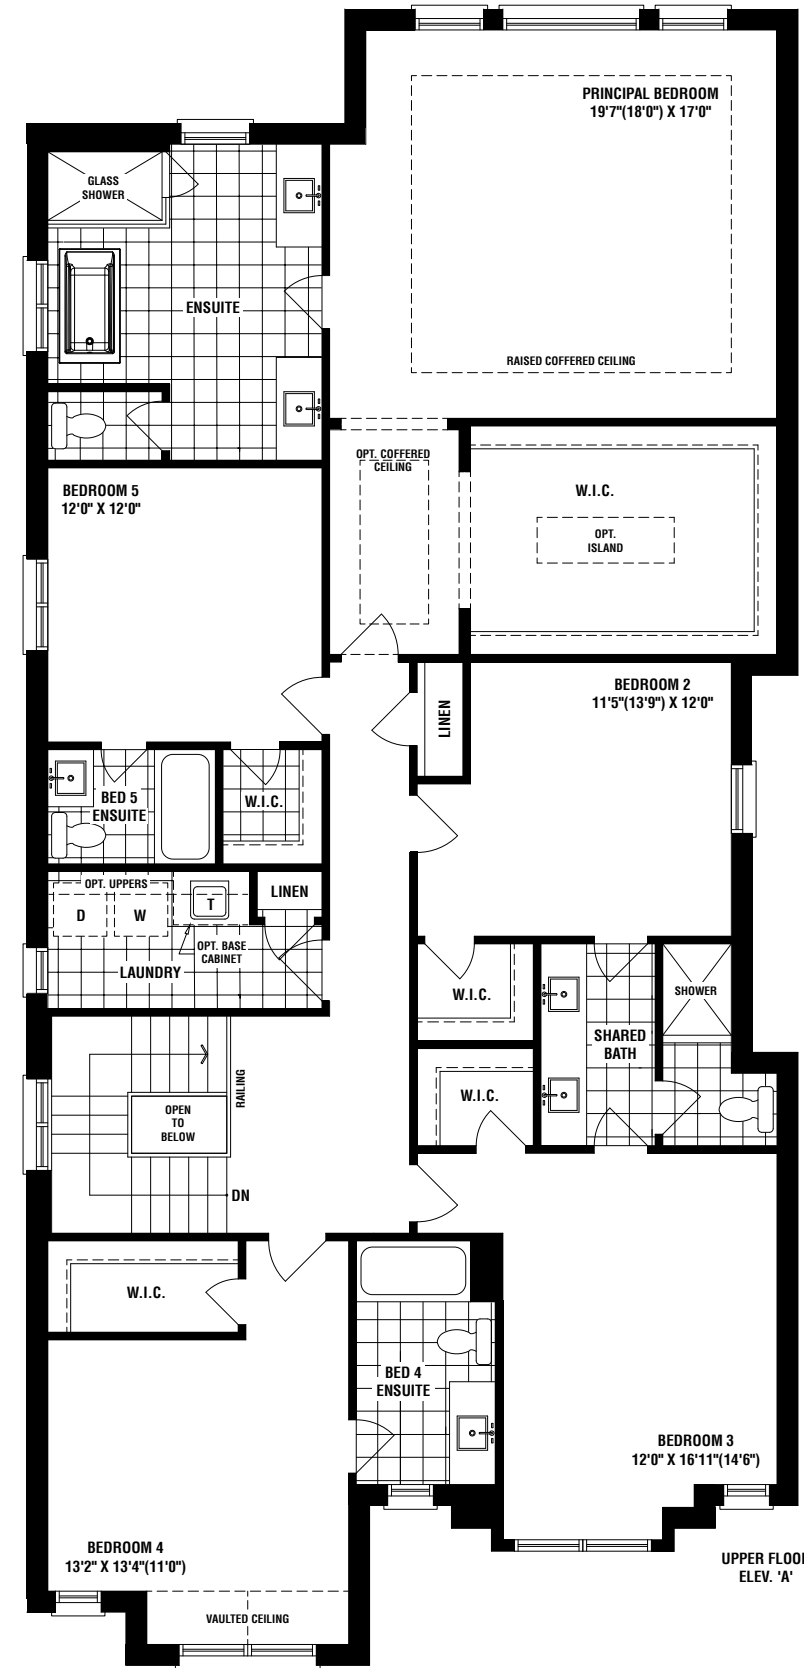 PRINCIPAL BEDROOM
19'7"(18'0") X 17'0"
GLASS
SHOWER
ENSUITE
RAISED COFFERED CEILING
OPT. COFFERED
CEILING
BEDROOM 5
12'0" X 12'0"
W.I.C.
OPT.
ISLAND
BEDROOM 2
11'5"(13'9") X 12'0"
LINEN
BED 5
ENSUITE
W.I.C.
OPT. UPPERS
D
W
T
LINEN
OPT. BASE
CABINET
LAUNDRY
W.I.C.
SHOWER
SHARED
BATH
W.I.C.
RAILING
OPEN
TO
BELOW
DN
W.I.C.
BED 4
ENSUITE
BEDROOM 3
12'0" X 16'11"(14'6")
BEDROOM 4
13'2" X 13'4"(11'0")
VAULTED CEILING
UPPER FLOO
ELEV. 'A'